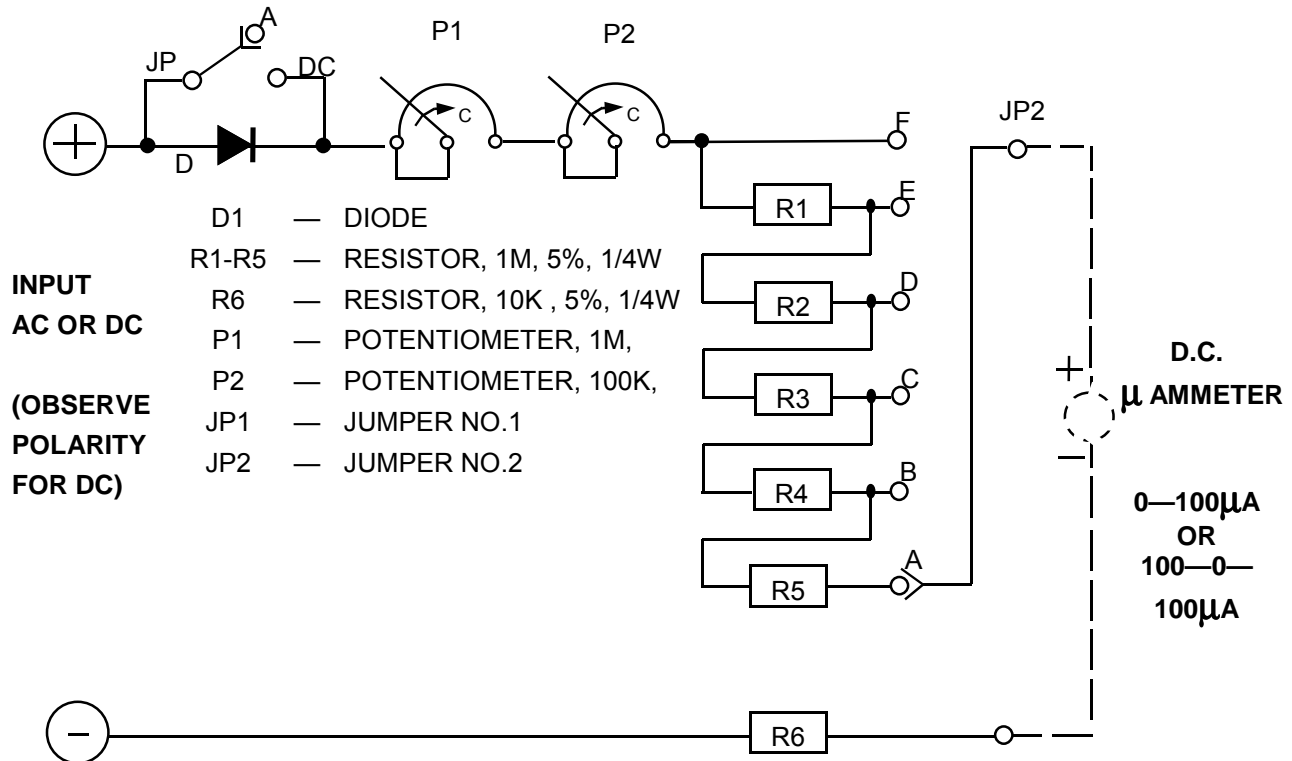 A
JP
DC
P1
P2
C
C
+
D
F
JP2
E
R1
D
R2
C
R3
B
R4
A
R5
D1 — DIODE
R1-R5 — RESISTOR, 1M, 5%, 1/4W
R6 — RESISTOR, 10K , 5%, 1/4W
P1 — POTENTIOMETER, 1M,
P2 — POTENTIOMETER, 100K,
JP1 — JUMPER NO.1
JP2 — JUMPER NO.2
INPUT
AC OR DC
(OBSERVE
POLARITY
FOR DC)
+
−
D.C.
µ AMMETER
0—100µA
OR
100—0—
100µA
-
R6